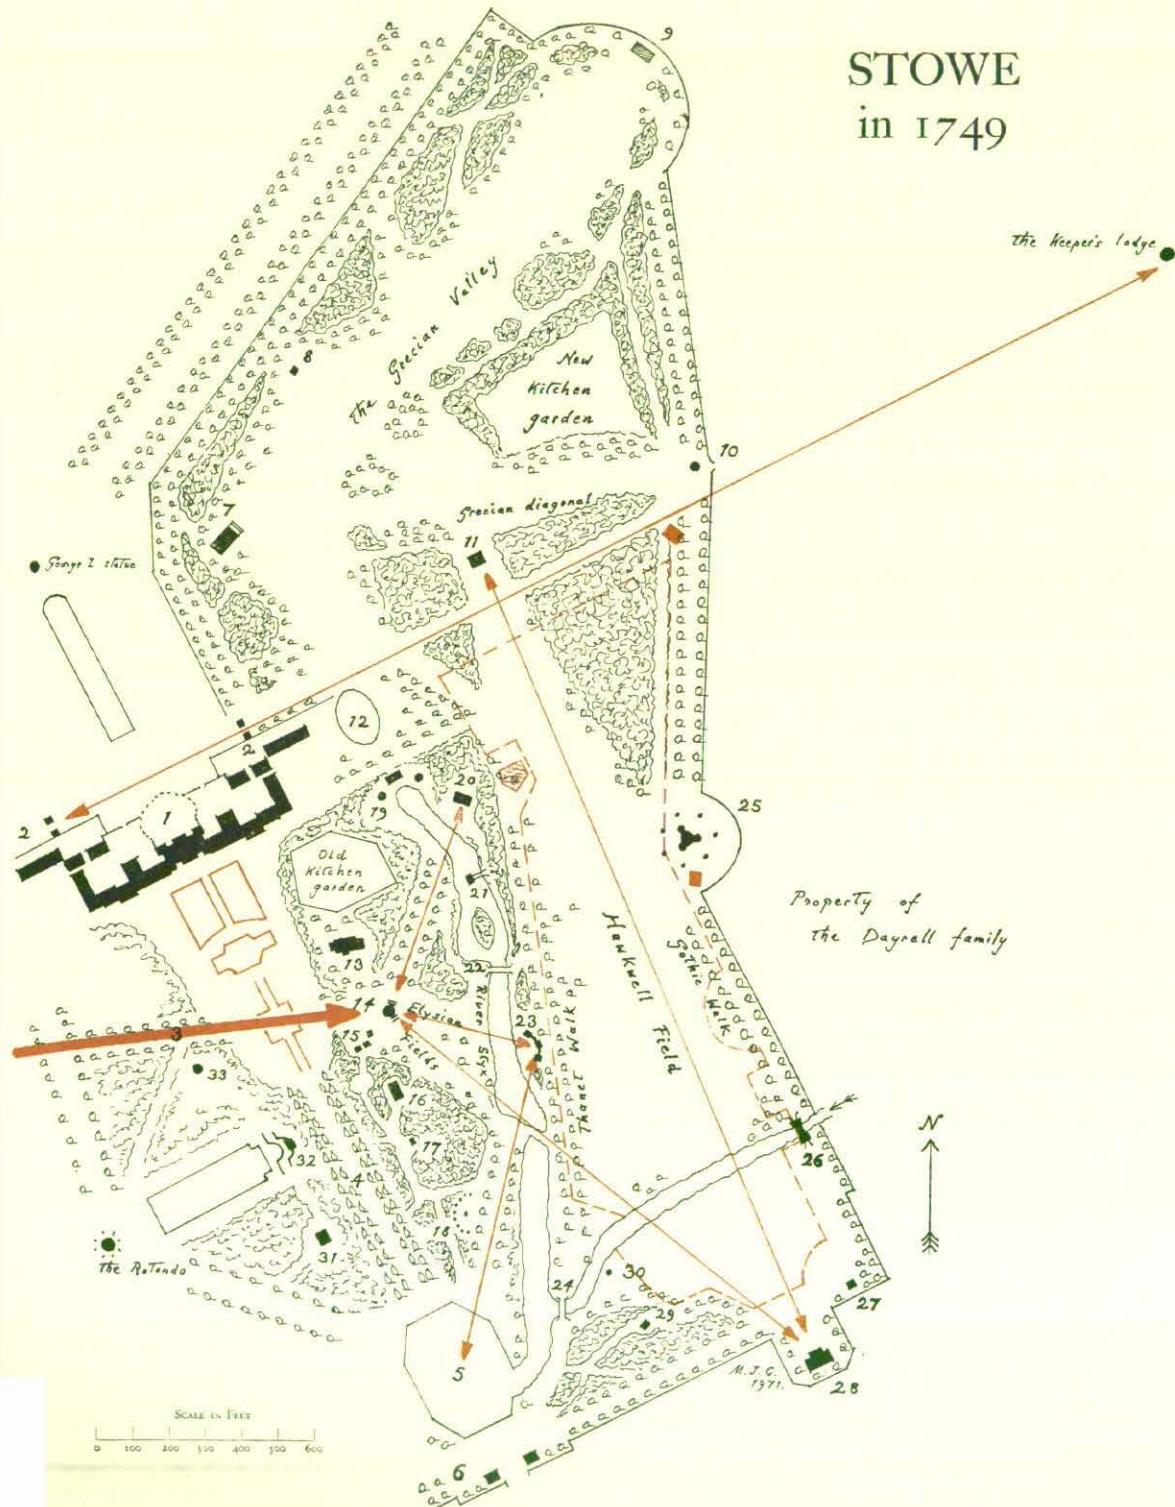 STOWE
in 1749
9
The Keeper's lodge
The Grecian Valley
8
New
Kitchen
garden
10
7
Grecian diagonal
11
George I statue
12
2
2
1
20
19
25
Old
Kitchen
garden
21
Property of
the Dayrell family
Hawkwell Field
Gothic Walk
13
22
14
Elysian Fields
River Styx
23
Thanet Walk
3
15
33
16
N
17
26
32
4
18
31
The Rotondo
24
30
27
29
5
M.J.G.
1971.
28
SCALE IN FEET
0 100 200 300 400 500 600
6